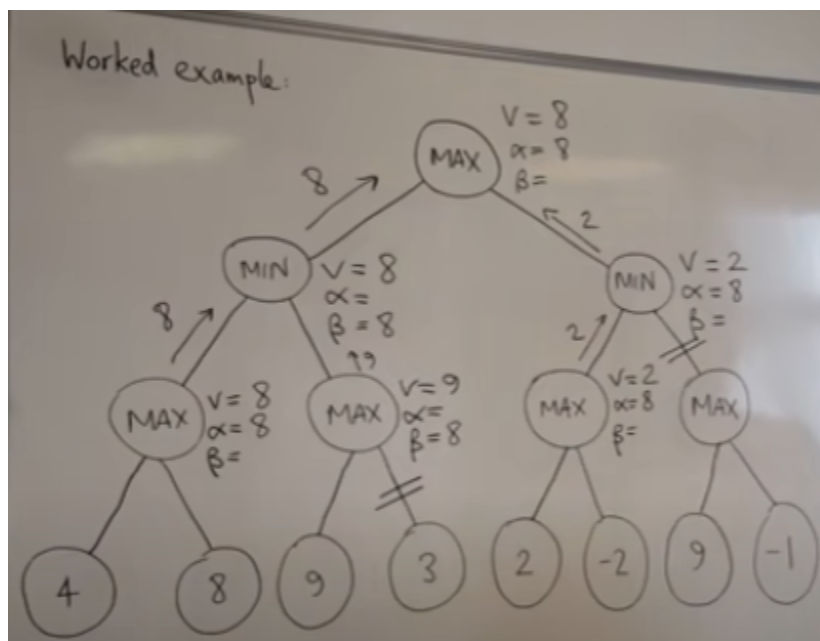 Worked example:
MAX
V = 8
α = 8
β =
8
2
MIN
V = 8
α =
β = 8
MIN
V = 2
α = 8
β =
8
9
2
MAX
V = 8
α = 8
β =
MAX
V = 9
α =
β = 8
MAX
V = 2
α = 8
β =
MAX
4
8
9
3
2
-2
9
-1